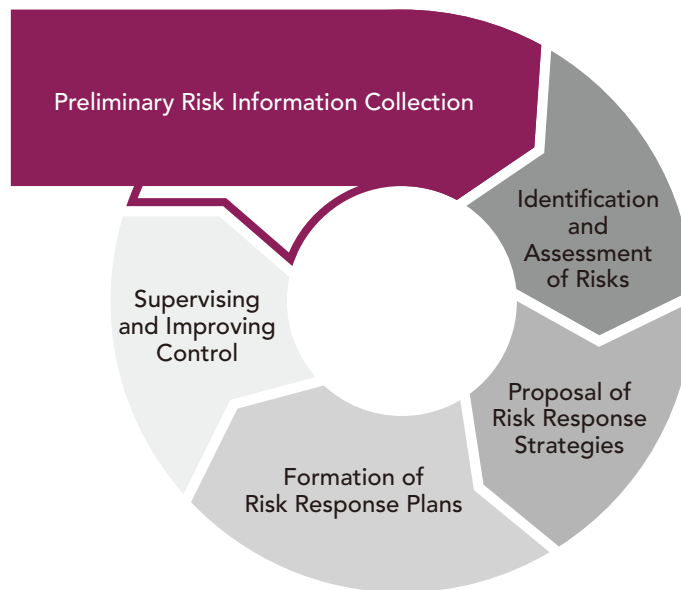 Preliminary Risk Information Collection
Identification
and
Assessment
of Risks
Proposal of
Risk Response
Strategies
Formation of
Risk Response Plans
Supervising
and Improving
Control